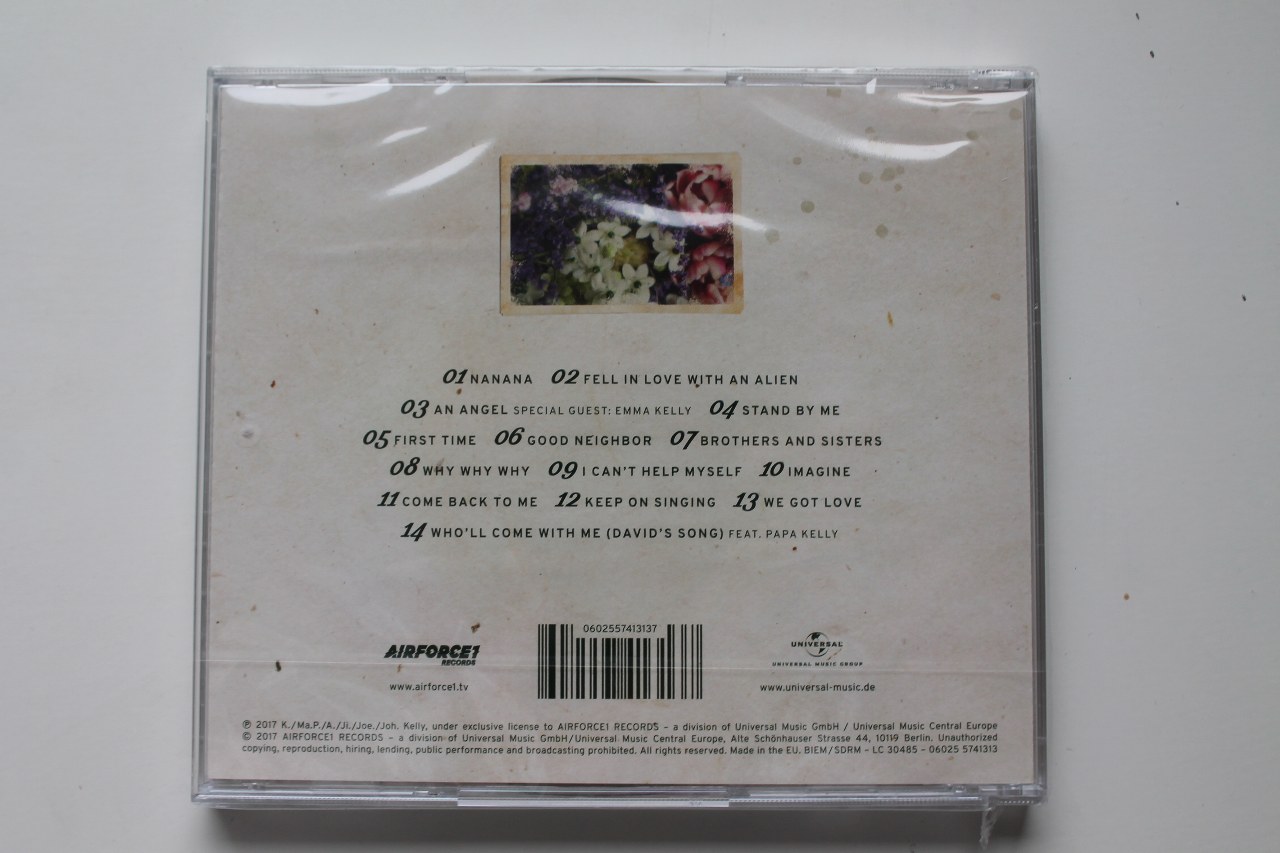 01 NANANA 02 FELL IN LOVE WITH AN ALIEN
03 AN ANGEL SPECIAL GUEST: EMMA KELLY 04 STAND BY ME
05 FIRST TIME 06 GOOD NEIGHBOR 07 BROTHERS AND SISTERS
08 WHY WHY WHY 09 I CAN'T HELP MYSELF 10 IMAGINE
11 COME BACK TO ME 12 KEEP ON SINGING 13 WE GOT LOVE
14 WHO'LL COME WITH ME (DAVID'S SONG) FEAT. PAPA KELLY
0602557413137
AIRFORCE1
RECORDS
www.airforce1.tv
UNIVERSAL
UNIVERSAL MUSIC GROUP
www.universal-music.de
℗ 2017 K./Ma.P./A./Ji./Joe./Joh. Kelly, under exclusive license to AIRFORCE1 RECORDS – a division of Universal Music GmbH / Universal Music Central Europe
© 2017 AIRFORCE1 RECORDS – a division of Universal Music GmbH/Universal Music Central Europe, Alte Schönhauser Strasse 44, 10119 Berlin. Unauthorized
copying, reproduction, hiring, lending, public performance and broadcasting prohibited. All rights reserved. Made in the EU. BIEM/SDRM – LC 30485 – 06025 5741313